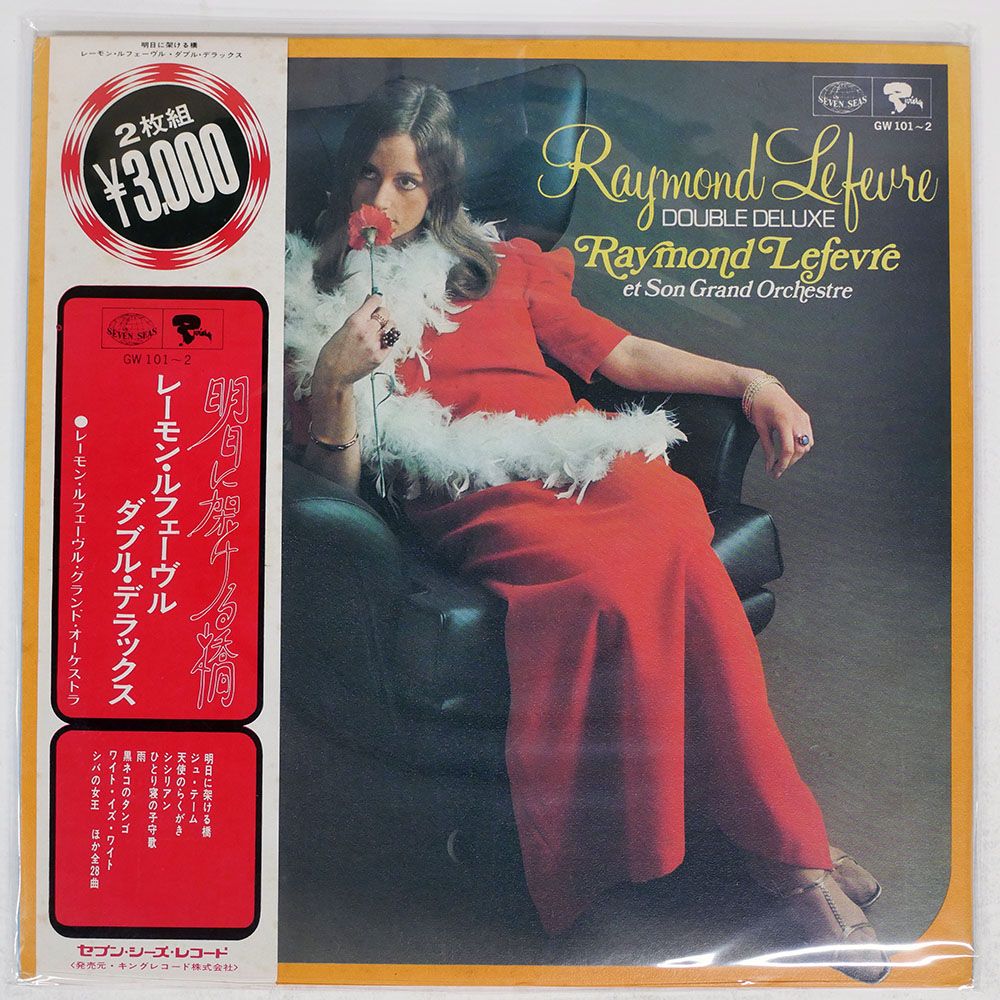 明日に架ける橋
レーモン・ルフェーヴル・ダブル・デラックス
2枚組
¥3,000
SEVEN SEAS
Riviera
GW 101~2
明日に架ける橋
レーモン・ルフェーヴル
ダブル・デラックス
●レーモン・ルフェーヴル・グランド・オーケストラ
明日に架ける橋
ジュ・テーム
天使のらくがき
シシリアン
ひとり寝の子守歌
雨
黒ネコのタンゴ
ワイト・イズ・ワイト
シバの女王 ほか全28曲
セブン・シーズ・レコード
<発売元・キングレコード株式会社>
SEVEN SEAS
Riviera
GW 101~2
Raymond Lefevre
DOUBLE DELUXE
Raymond Lefevre
et Son Grand Orchestre